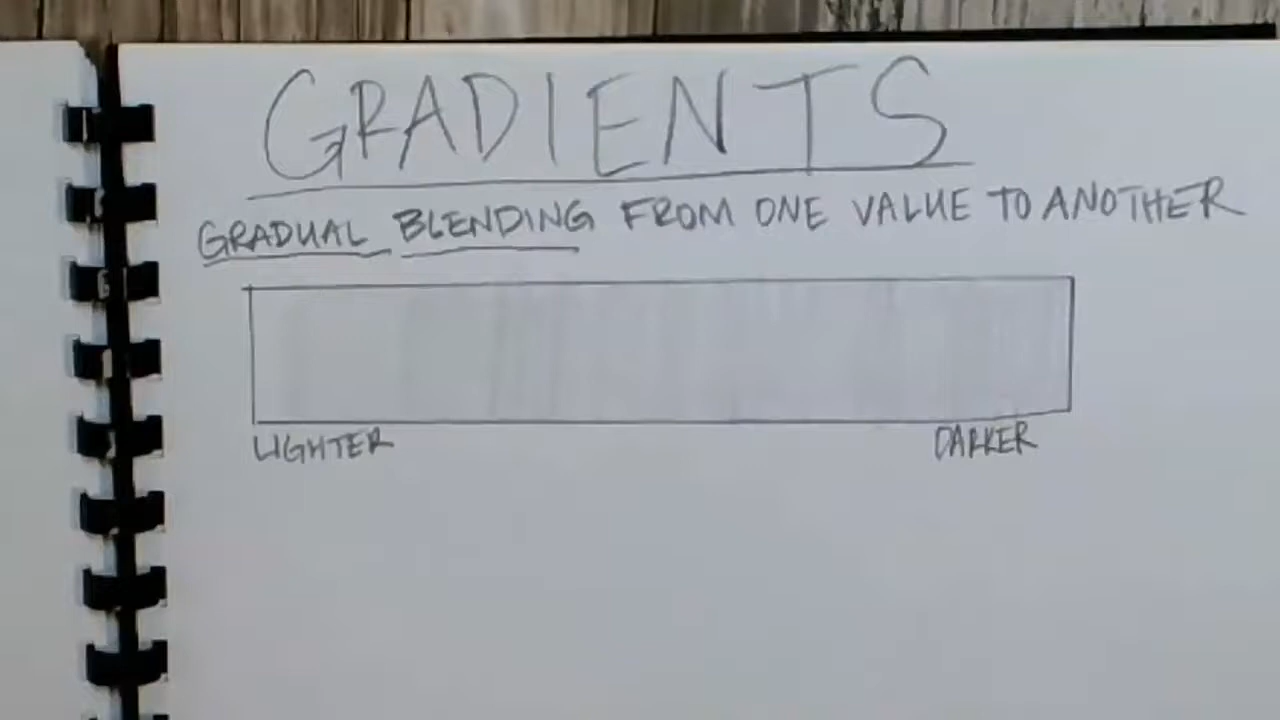 GRADIENTS
GRADUAL BLENDING FROM ONE VALUE TO ANOTHER
LIGHTER
DARKER